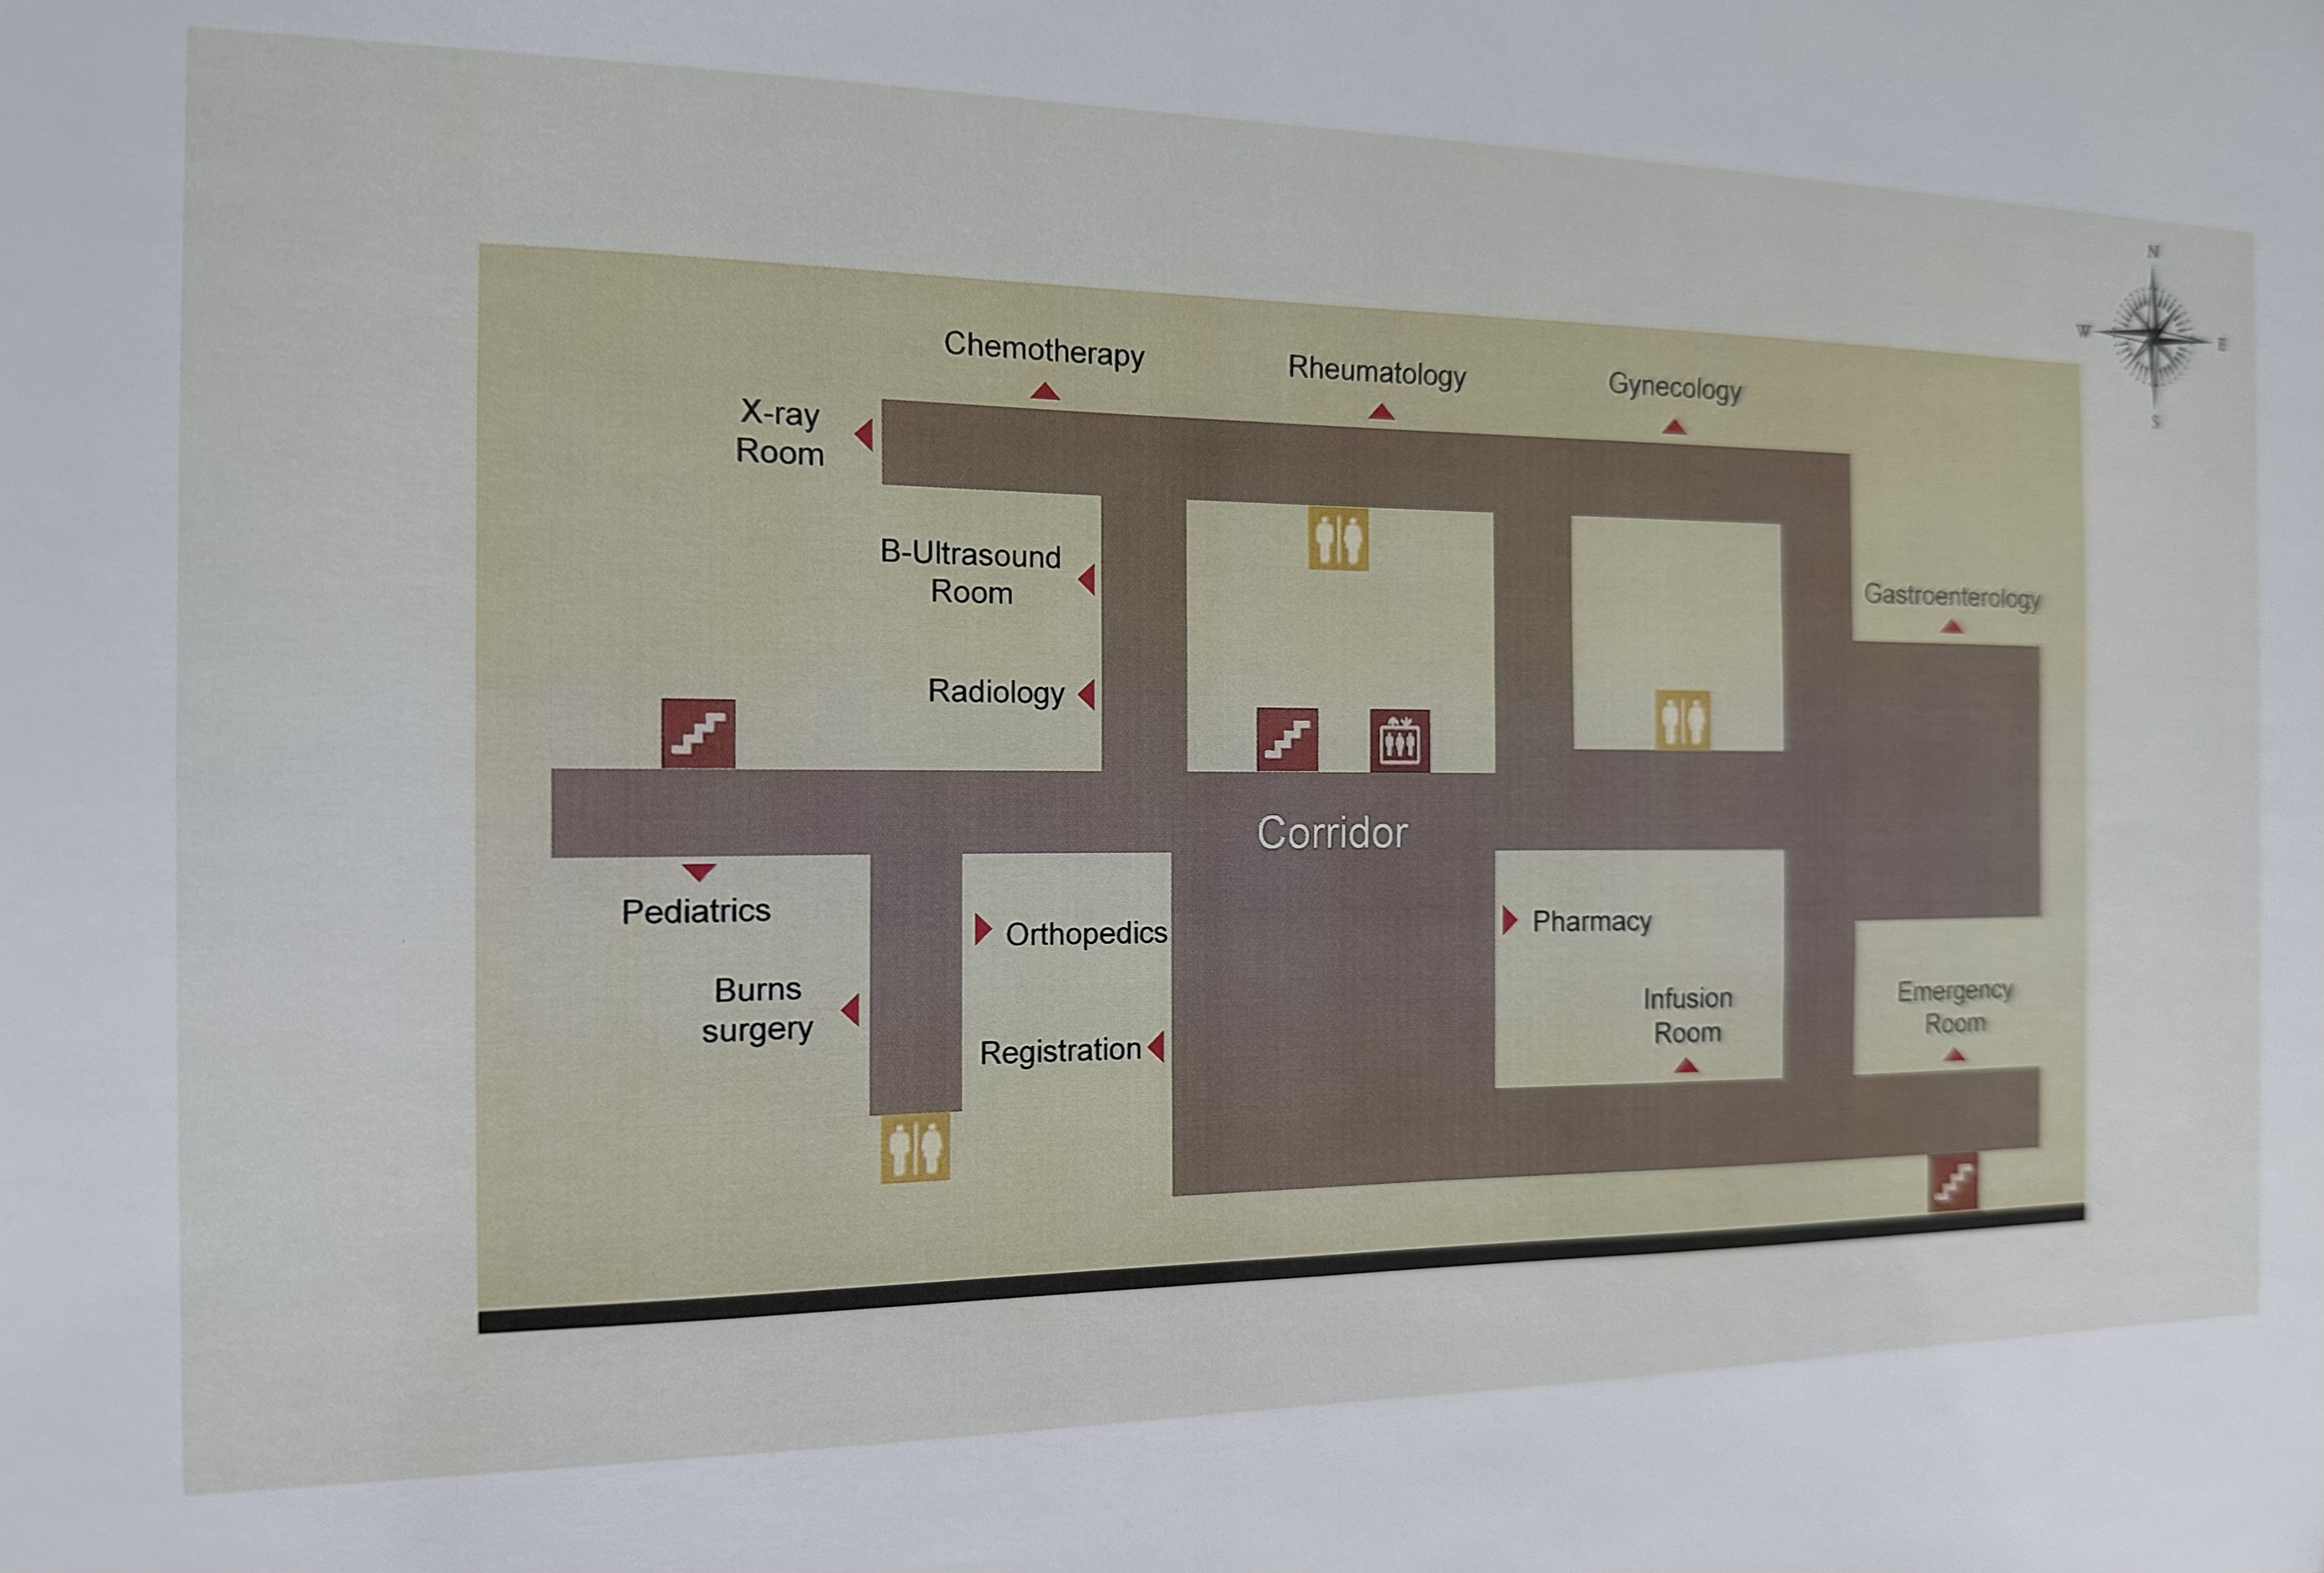 N
W
E
S
Chemotherapy
Rheumatology
Gynecology
X-ray
Room
B-Ultrasound
Room
Gastroenterology
Radiology
Corridor
Pediatrics
Orthopedics
Pharmacy
Burns
surgery
Infusion
Room
Emergency
Room
Registration